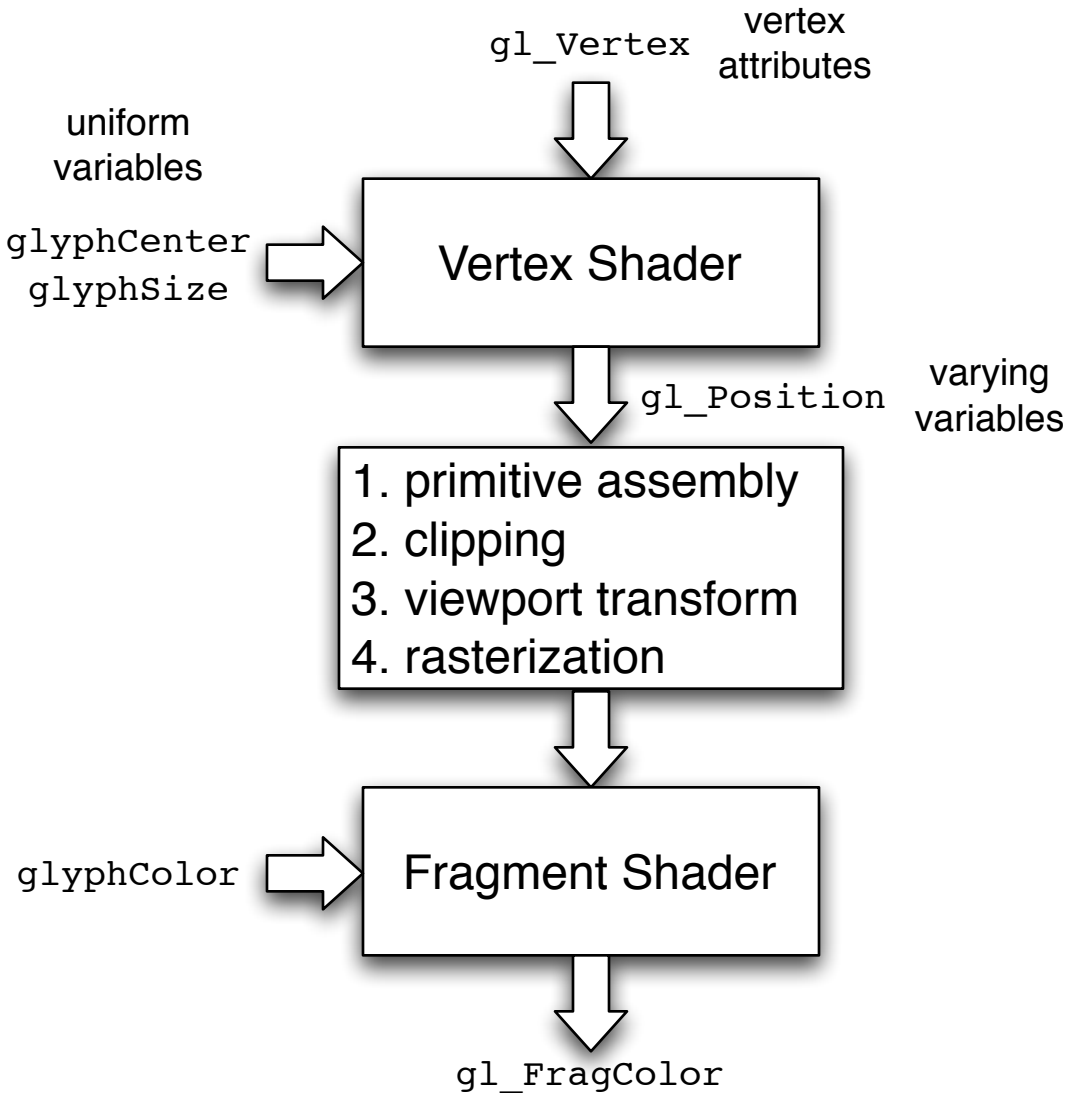 gl_Vertex
vertex
attributes
uniform
variables
glyphCenter
glyphSize
Vertex Shader
gl_Position
varying
variables
1. primitive assembly
2. clipping
3. viewport transform
4. rasterization
glyphColor
Fragment Shader
gl_FragColor